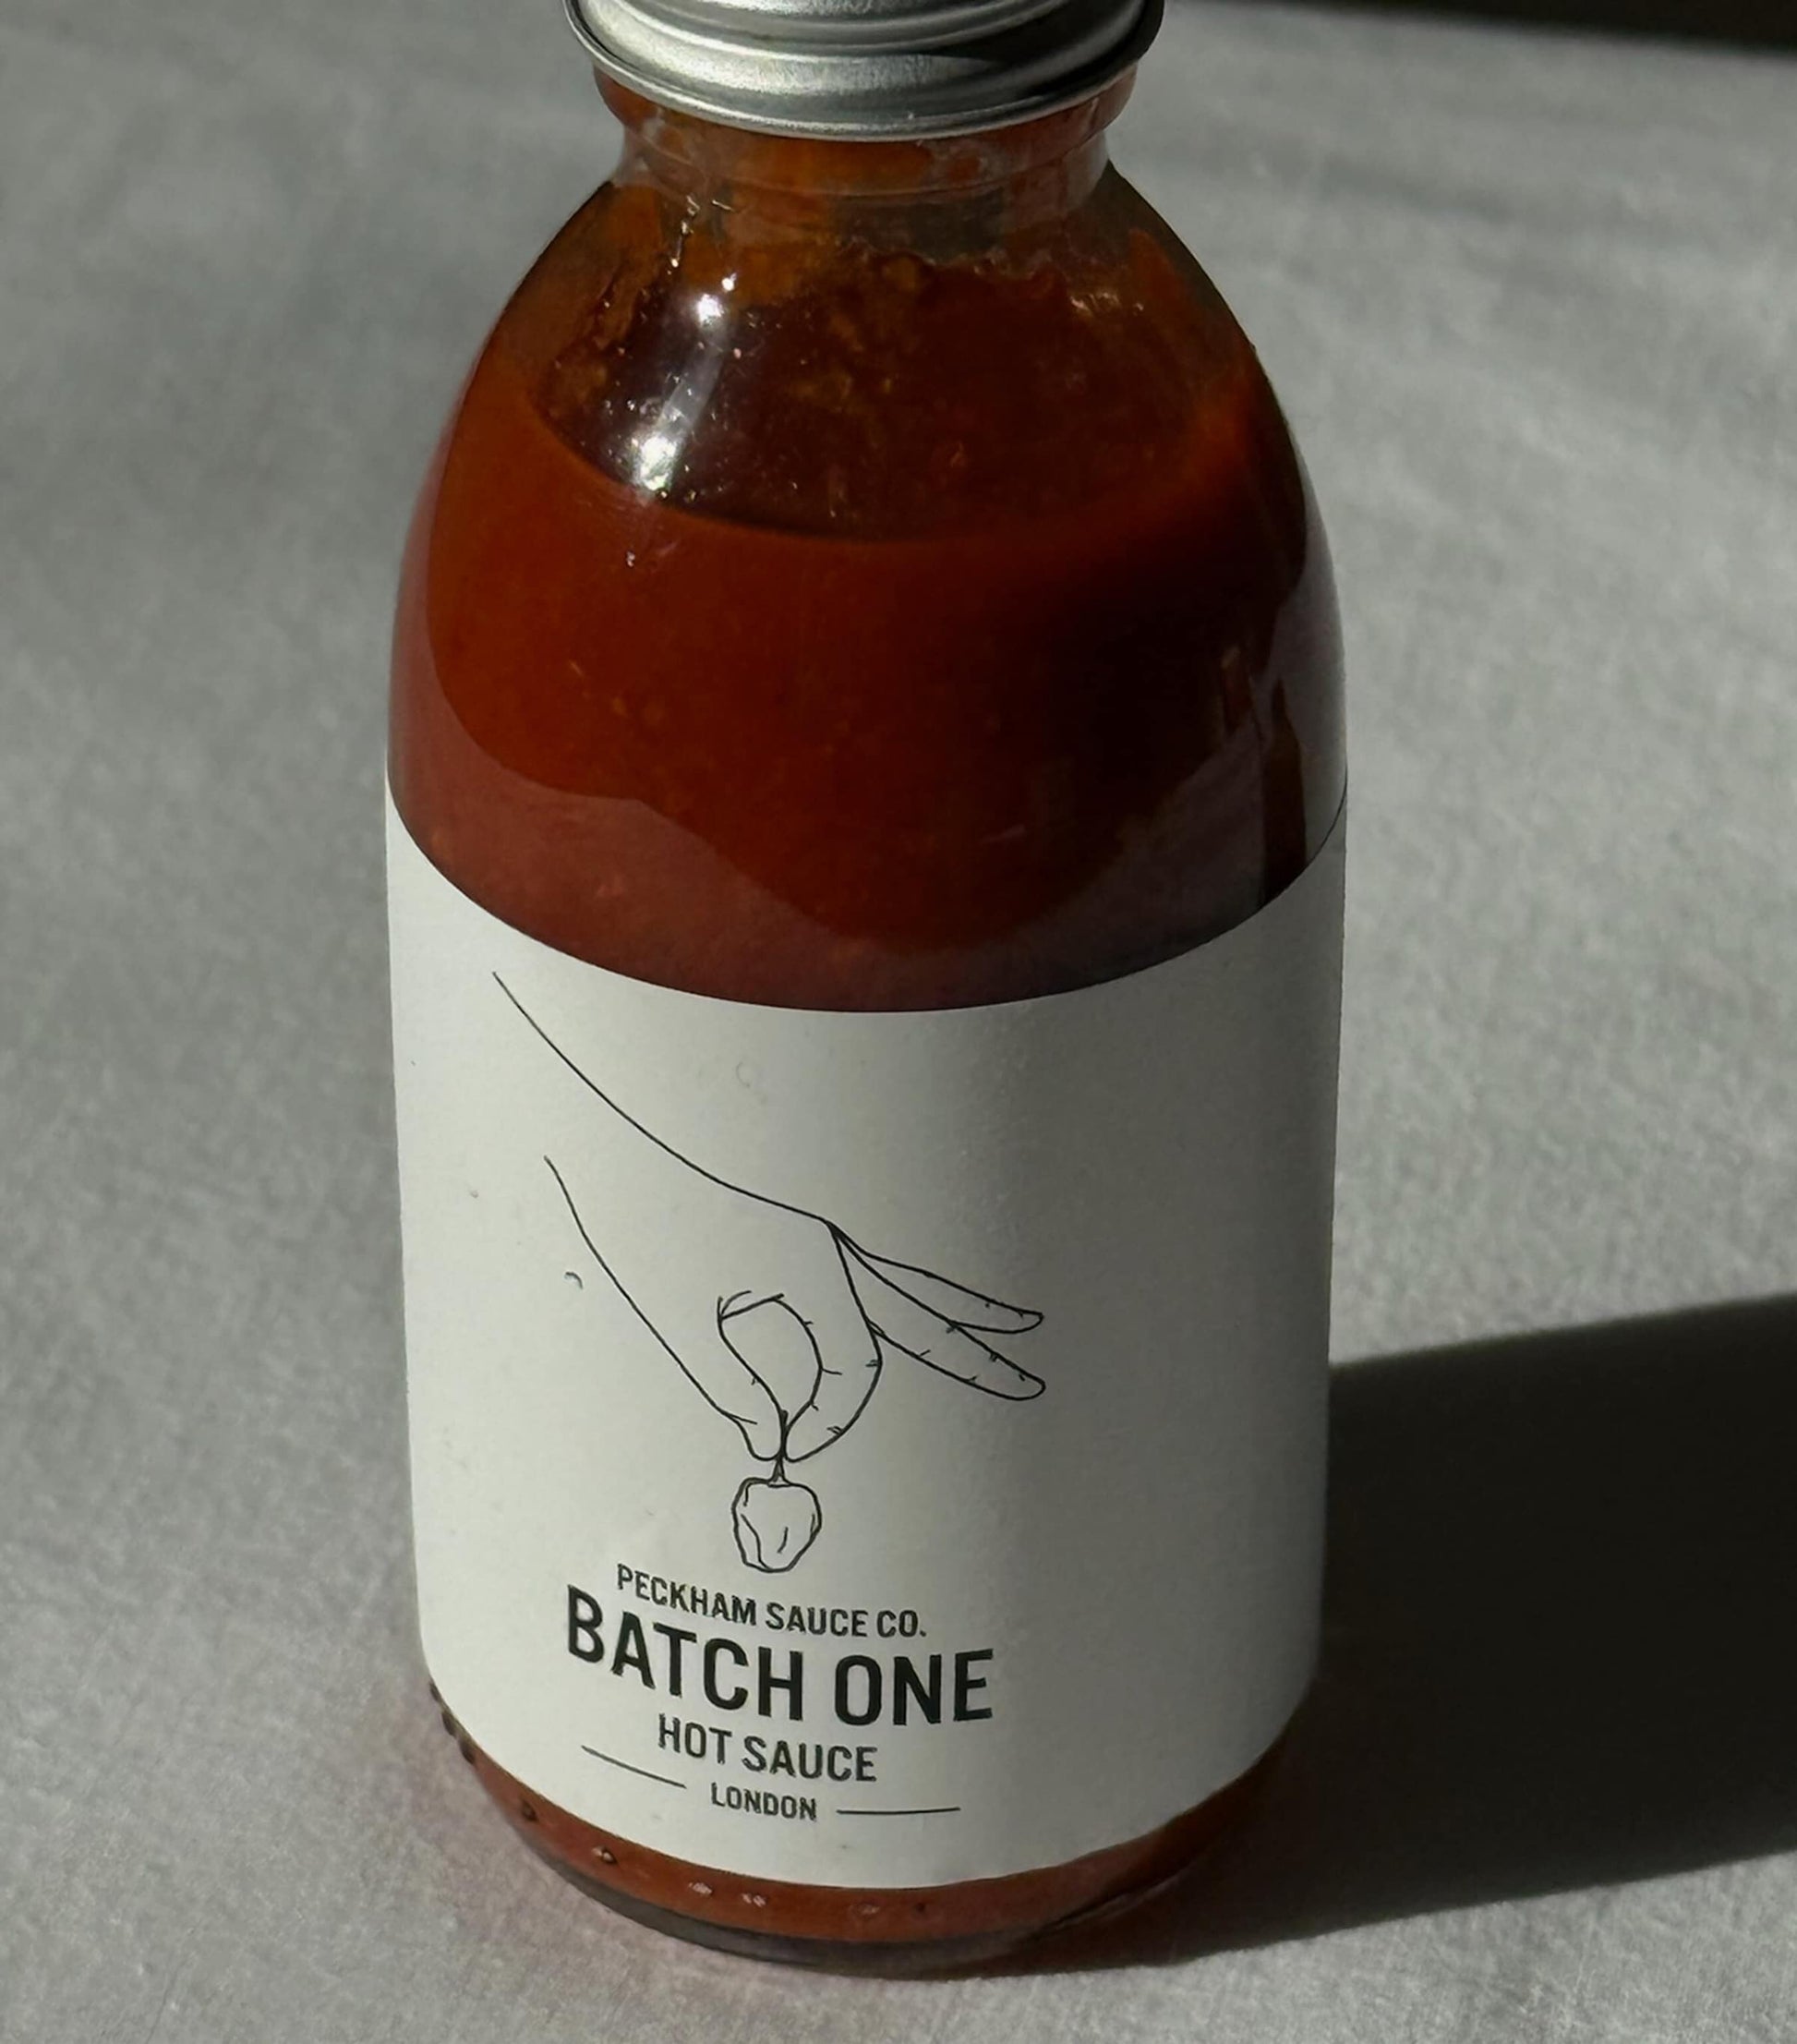 PECKHAM SAUCE CO.
BATCH ONE
HOT SAUCE
LONDON